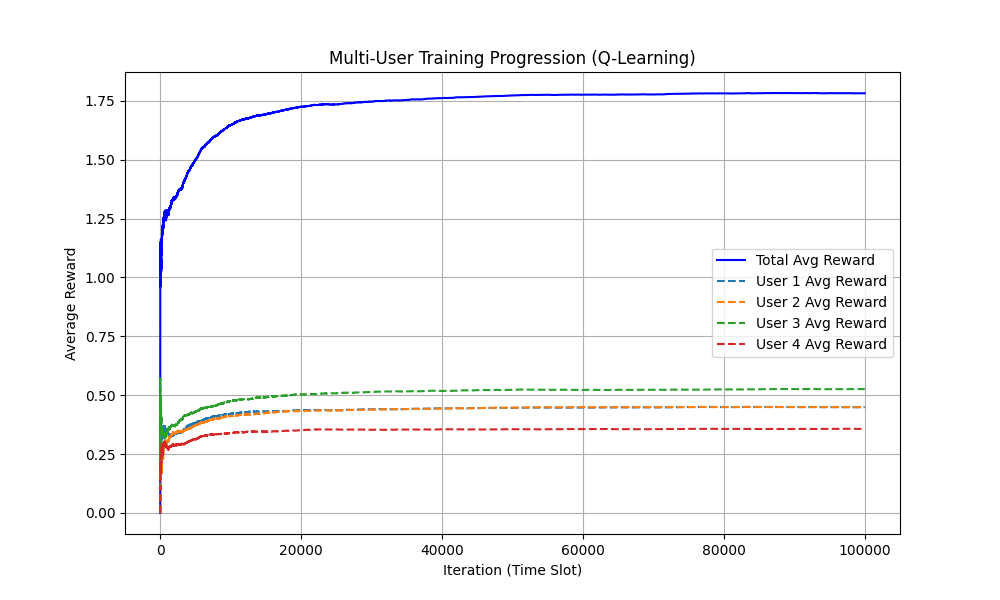 Multi-User Training Progression (Q-Learning)
Average Reward
1.75
1.50
1.25
1.00
0.75
0.50
0.25
0.00
Total Avg Reward
User 1 Avg Reward
User 2 Avg Reward
User 3 Avg Reward
User 4 Avg Reward
0 20000 40000 60000 80000 100000
Iteration (Time Slot)